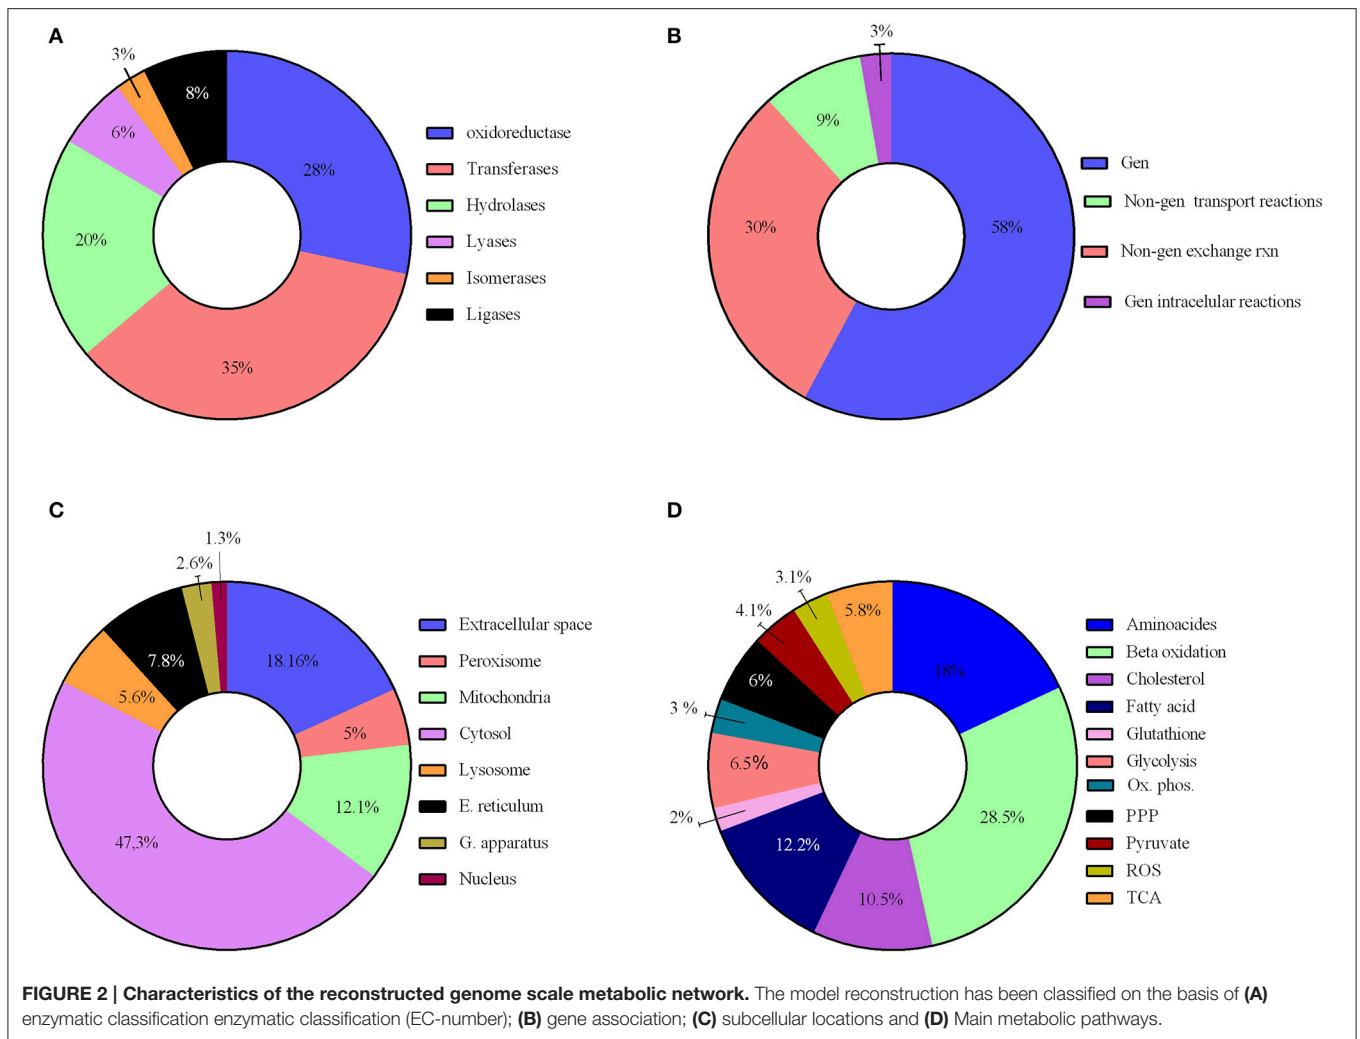 A
3%
8%
6%
28%
20%
35%
oxidoreductase
Transferases
Hydrolases
Lyases
Isomerases
Ligases
B
3%
9%
30%
58%
Gen
Non-gen transport reactions
Non-gen exchange rxn
Gen intracelular reactions
C
1.3%
2.6%
7.8%
18.16%
5.6%
5%
12.1%
47,3%
Extracellular space
Peroxisome
Mitochondria
Cytosol
Lysosome
E. reticulum
G. apparatus
Nucleus
D
3.1%
4.1%
5.8%
6%
18%
3 %
6.5%
2%
28.5%
12.2%
10.5%
Aminoacides
Beta oxidation
Cholesterol
Fatty acid
Glutathione
Glycolysis
Ox. phos.
PPP
Pyruvate
ROS
TCA
FIGURE 2 | Characteristics of the reconstructed genome scale metabolic network. The model reconstruction has been classified on the basis of (A)
enzymatic classification enzymatic classification (EC-number); (B) gene association; (C) subcellular locations and (D) Main metabolic pathways.